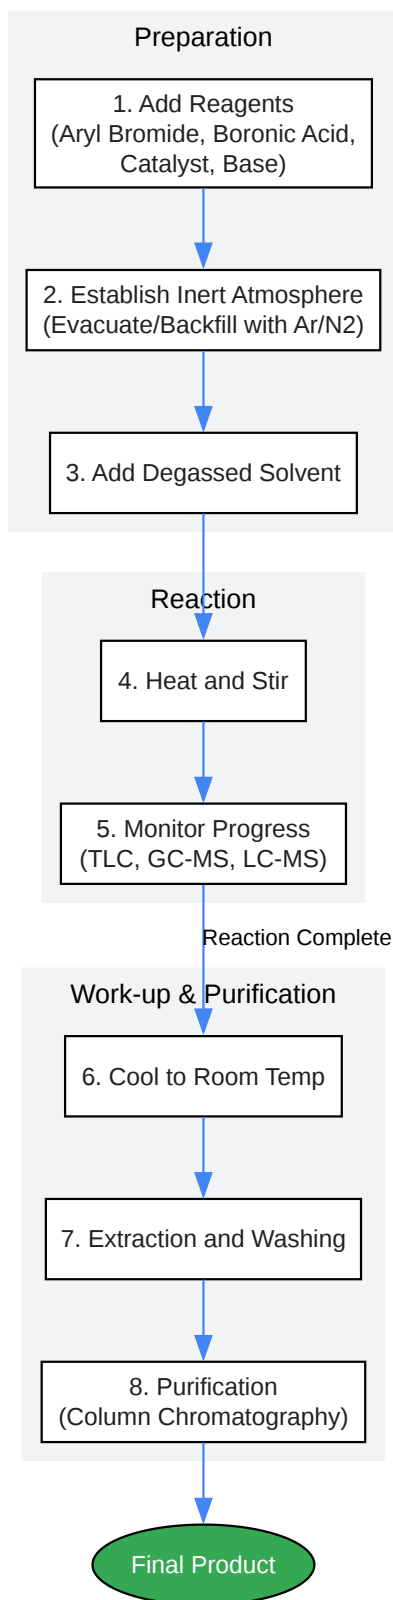 Preparation
1. Add Reagents
(Aryl Bromide, Boronic Acid,
Catalyst, Base)
2. Establish Inert Atmosphere
(Evacuate/Backfill with Ar/N2)
3. Add Degassed Solvent
Reaction
4. Heat and Stir
5. Monitor Progress
(TLC, GC-MS, LC-MS)
Reaction Complete
Work-up & Purification
6. Cool to Room Temp
7. Extraction and Washing
8. Purification
(Column Chromatography)
Final Product